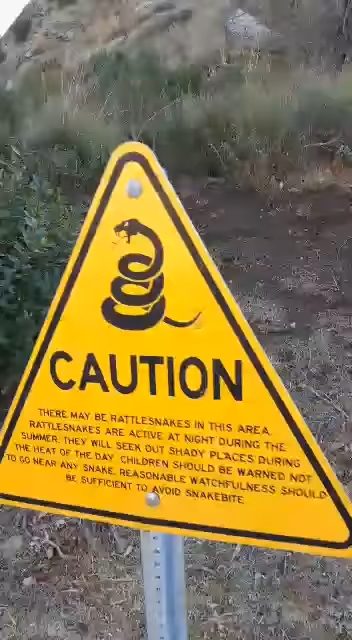 CAUTION
THERE MAY BE RATTLESNAKES IN THIS AREA.
RATTLESNAKES ARE ACTIVE AT NIGHT DURING THE
SUMMER. THEY WILL SEEK OUT SHADY PLACES DURING
THE HEAT OF THE DAY. CHILDREN SHOULD BE WARNED NOT
TO GO NEAR ANY SNAKE. REASONABLE WATCHFULNESS SHOULD
BE SUFFICIENT TO AVOID SNAKEBITE.